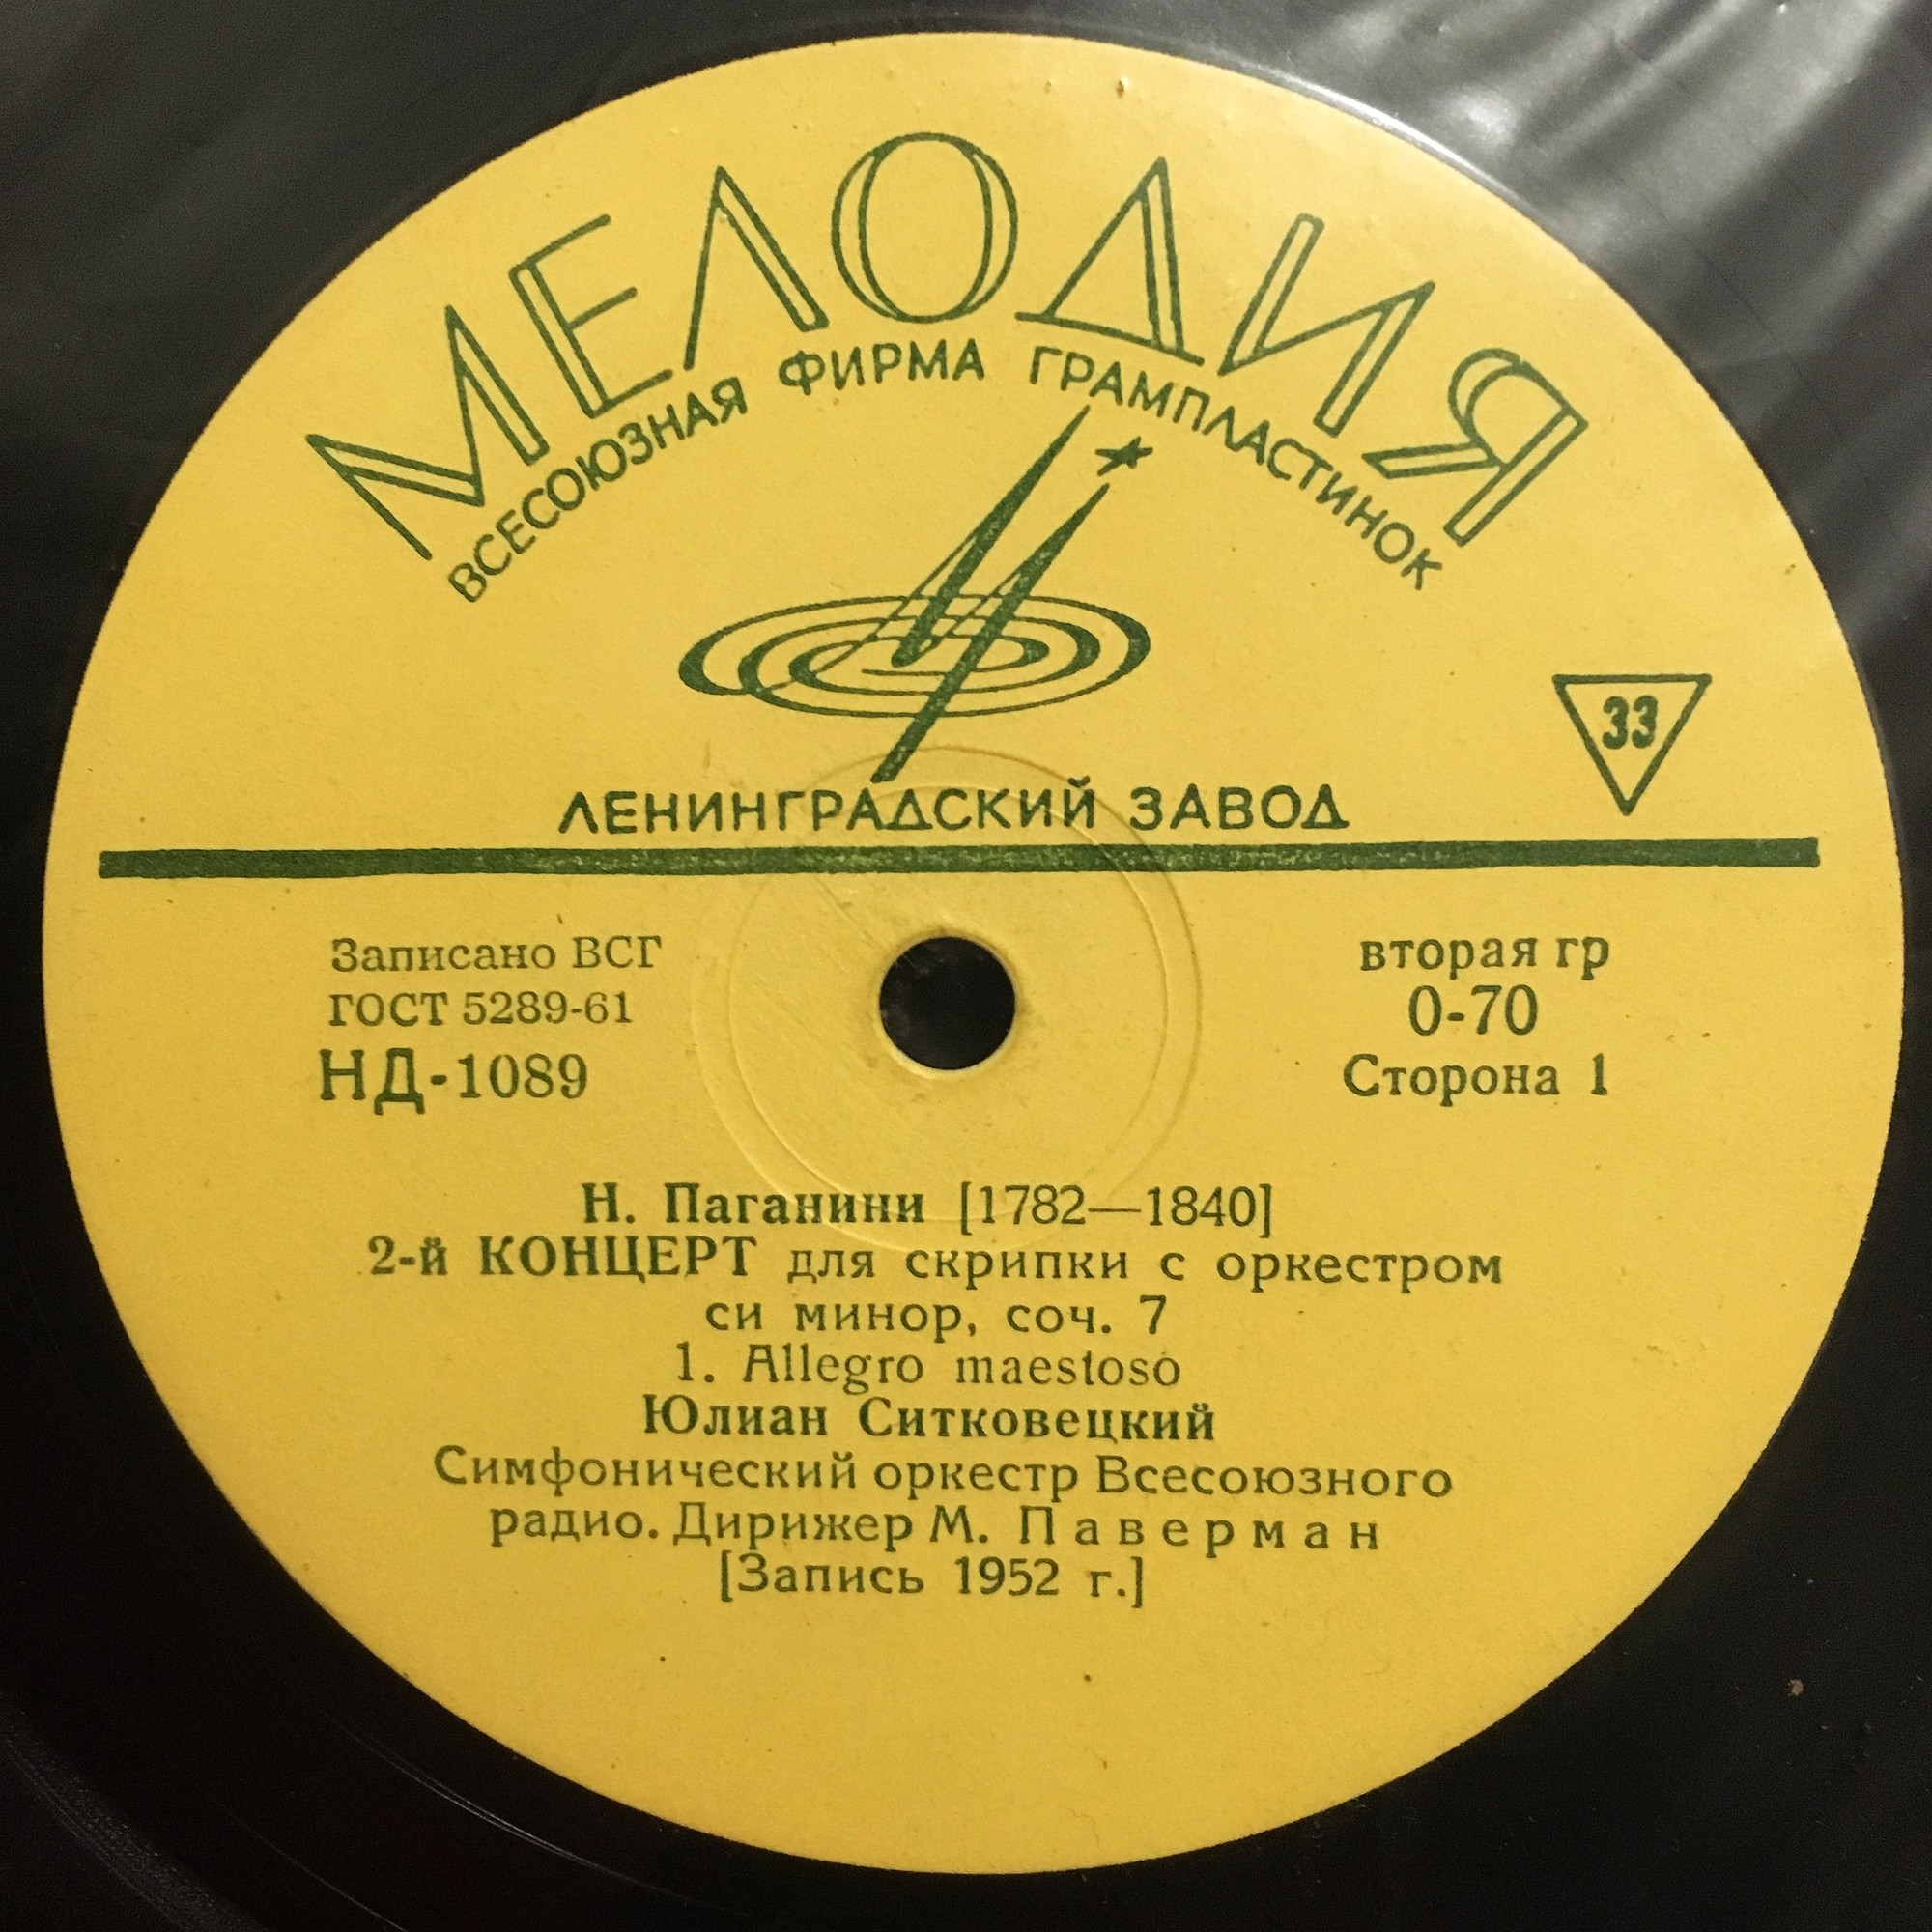 МЕЛОДИЯ
ВСЕСОЮЗНАЯ ФИРМА ГРАМПЛАСТИНОК
33
ЛЕНИНГРАДСКИЙ ЗАВОД
Записано ВСГ
ГОСТ 5289-61
НД-1089
вторая гр
0-70
Сторона 1
Н. Паганини [1782—1840]
2-й КОНЦЕРТ для скрипки с оркестром
си минор, соч. 7
1. Allegro maestoso
Юлиан Ситковецкий
Симфонический оркестр Всесоюзного
радио. Дирижер М. Паверман
[Запись 1952 г.]